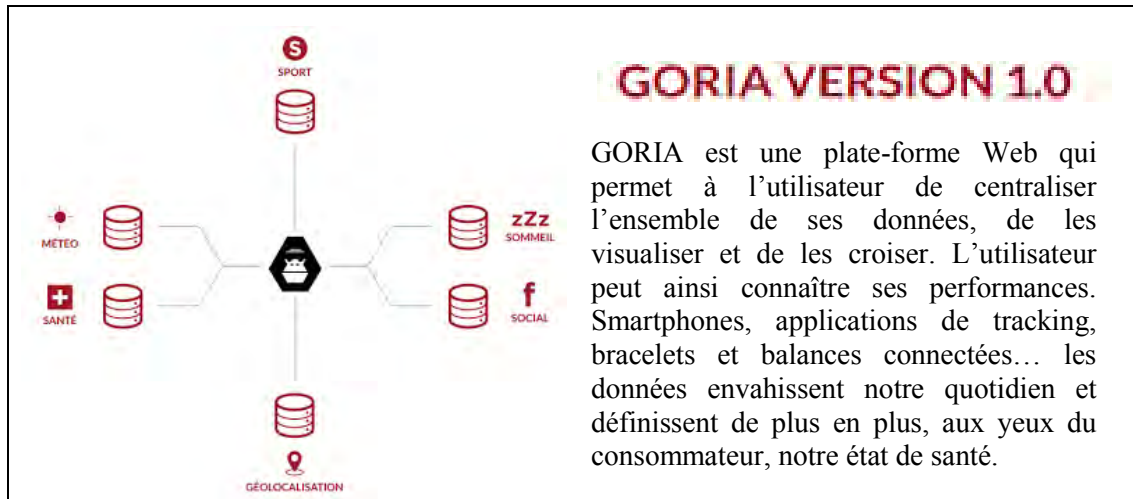 S
SPORT
GORIA VERSION 1.0
GORIA est une plate-forme Web qui
permet à l’utilisateur de centraliser
l’ensemble de ses données, de les
visualiser et de les croiser. L’utilisateur
peut ainsi connaître ses performances.
Smartphones, applications de tracking,
bracelets et balances connectées… les
données envahissent notre quotidien et
définissent de plus en plus, aux yeux du
consommateur, notre état de santé.
MÉTÉO
zZz
SOMMEIL
SANTÉ
f
SOCIAL
GÉOLOCALISATION